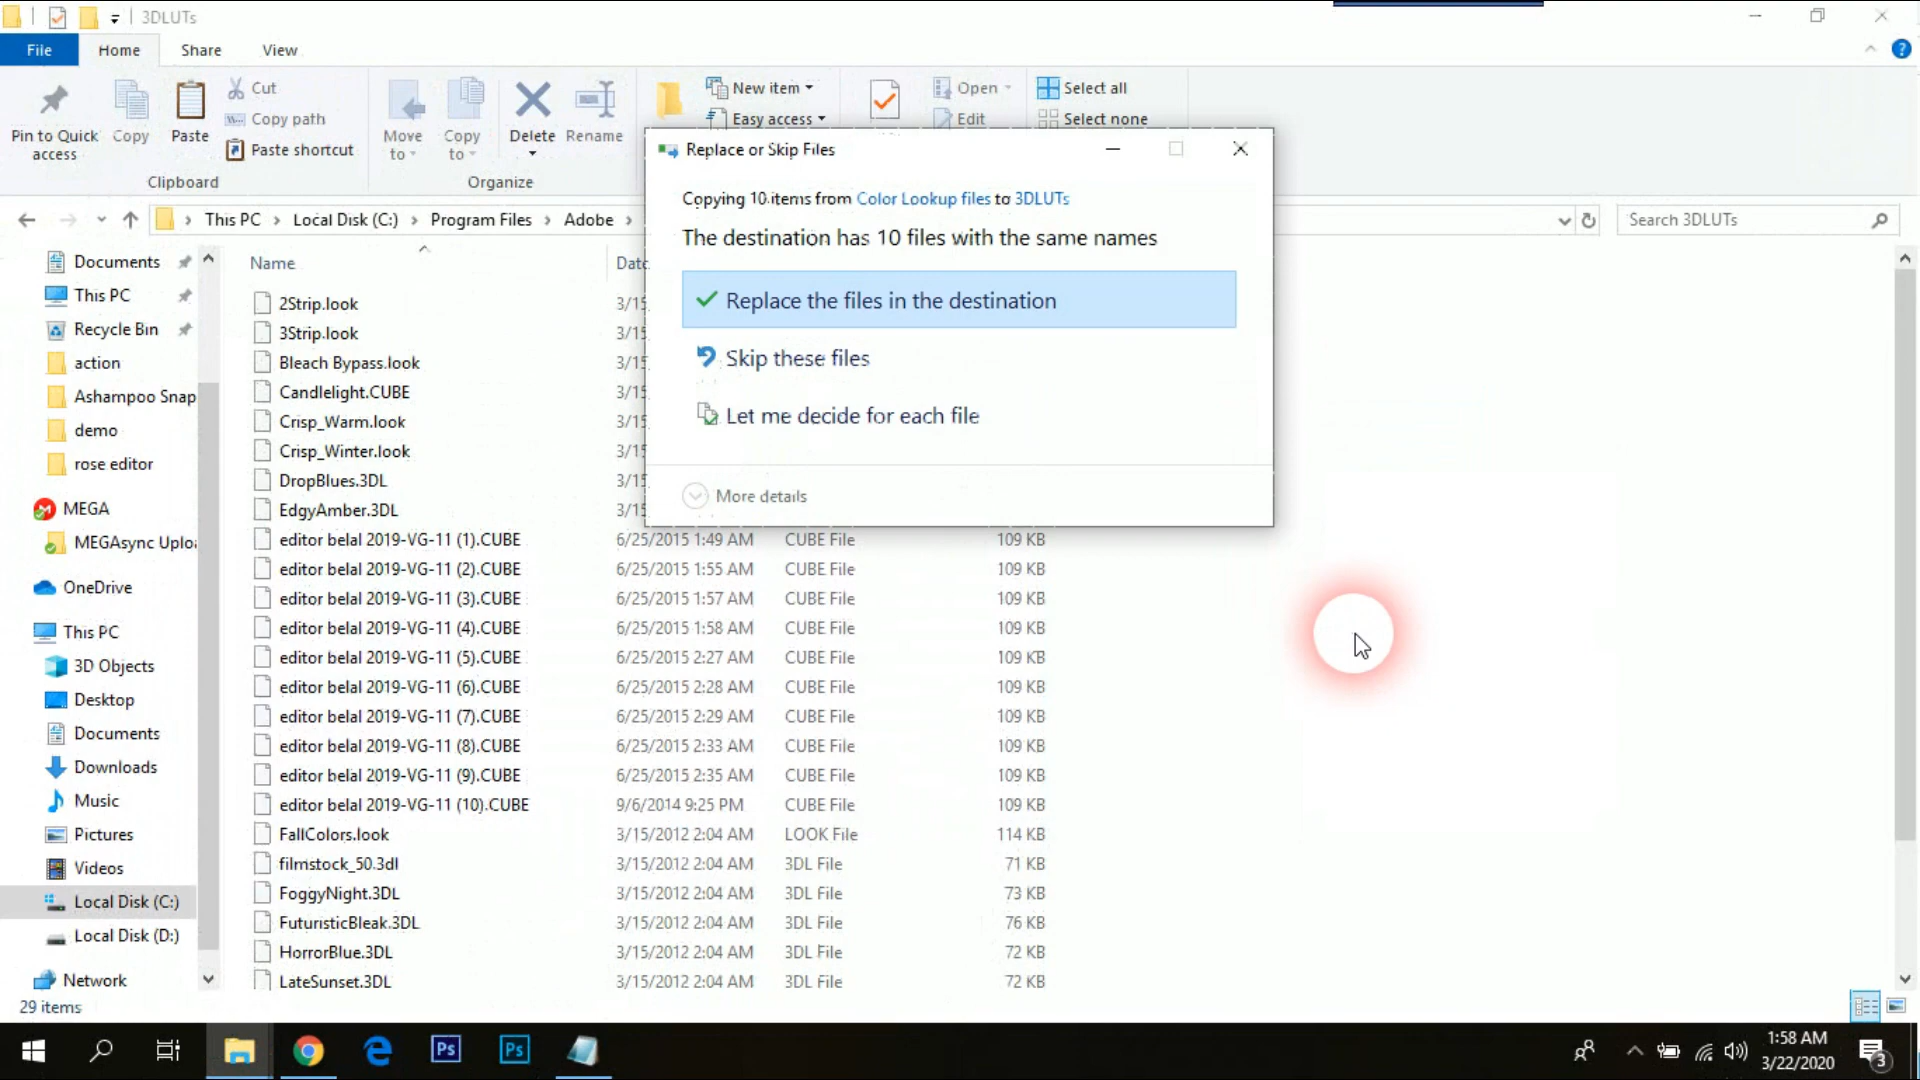 3DLUTs
File
Home
Share
View
Pin to Quick access
Copy
Paste
Cut
Copy path
Paste shortcut
Clipboard
Move to
Copy to
Delete
Rename
Organize
New item
Easy access
Open
Edit
Select all
Select none
This PC
Local Disk (C:)
Program Files
Adobe
Search 3DLUTs
Replace or Skip Files
Copying 10 items from Color Lookup files to 3DLUTs
The destination has 10 files with the same names
Replace the files in the destination
Skip these files
Let me decide for each file
More details
Documents
This PC
Recycle Bin
action
Ashampoo Snap
demo
rose editor
MEGA
MEGAsync Uplo
OneDrive
This PC
3D Objects
Desktop
Documents
Downloads
Music
Pictures
Videos
Local Disk (C:)
Local Disk (D:)
Network
29 items
Name
2Strip.look 3/15
3Strip.look 3/15
Bleach Bypass.look 3/15
Candlelight.CUBE 3/15
Crisp_Warm.look 3/15
Crisp_Winter.look 3/15
DropBlues.3DL 3/15
EdgyAmber.3DL 3/15
editor belal 2019-VG-11 (1).CUBE 6/25/2015 1:49 AM CUBE File 109 KB
editor belal 2019-VG-11 (2).CUBE 6/25/2015 1:55 AM CUBE File 109 KB
editor belal 2019-VG-11 (3).CUBE 6/25/2015 1:57 AM CUBE File 109 KB
editor belal 2019-VG-11 (4).CUBE 6/25/2015 1:58 AM CUBE File 109 KB
editor belal 2019-VG-11 (5).CUBE 6/25/2015 2:27 AM CUBE File 109 KB
editor belal 2019-VG-11 (6).CUBE 6/25/2015 2:28 AM CUBE File 109 KB
editor belal 2019-VG-11 (7).CUBE 6/25/2015 2:29 AM CUBE File 109 KB
editor belal 2019-VG-11 (8).CUBE 6/25/2015 2:33 AM CUBE File 109 KB
editor belal 2019-VG-11 (9).CUBE 6/25/2015 2:35 AM CUBE File 109 KB
editor belal 2019-VG-11 (10).CUBE 9/6/2014 9:25 PM CUBE File 109 KB
FallColors.look 3/15/2012 2:04 AM LOOK File 114 KB
filmstock_50.3dl 3/15/2012 2:04 AM 3DL File 71 KB
FoggyNight.3DL 3/15/2012 2:04 AM 3DL File 73 KB
FuturisticBleak.3DL 3/15/2012 2:04 AM 3DL File 76 KB
HorrorBlue.3DL 3/15/2012 2:04 AM 3DL File 72 KB
LateSunset.3DL 3/15/2012 2:04 AM 3DL File 72 KB
Ps
Ps
1:58 AM
3/22/2020
3